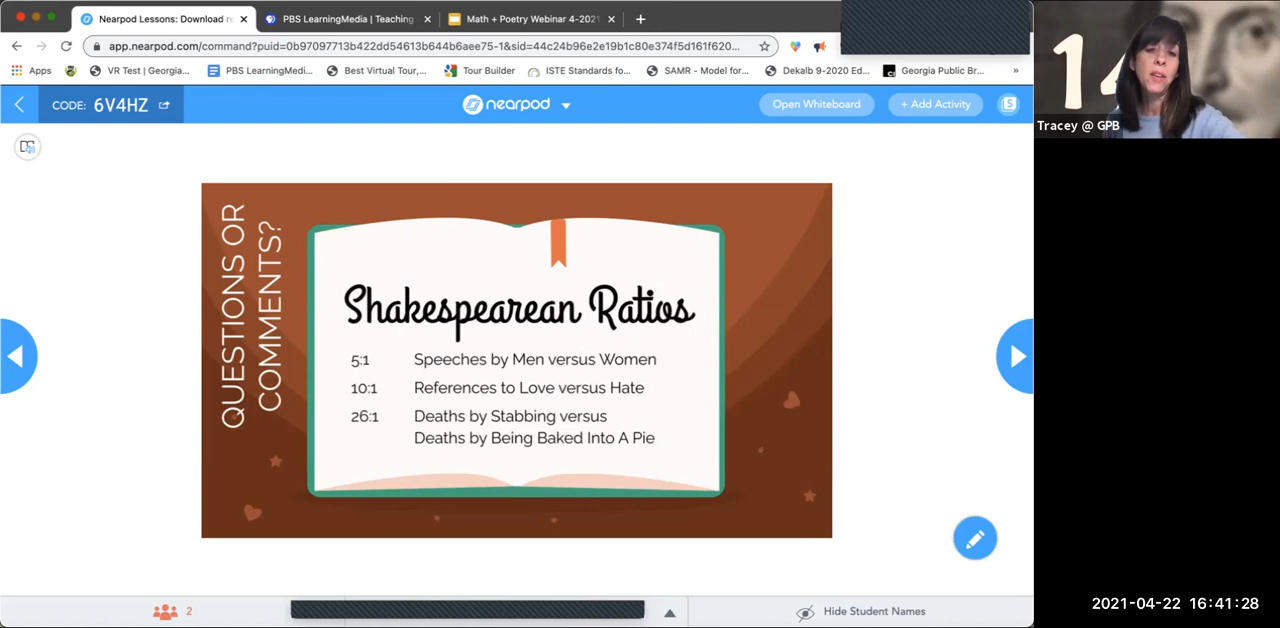 Nearpod Lessons: Download re
PBS LearningMedia | Teaching
Math + Poetry Webinar 4-2021
app.nearpod.com/command?puid=0b97097713b422dd54613b644b6aee75-1&sid=44c24b96e2e19b1c80e374f5d161f620...
Apps
VR Test | Georgia...
PBS LearningMedi...
Best Virtual Tour,...
Tour Builder
ISTE Standards fo...
SAMR - Model for...
Dekalb 9-2020 Ed...
Georgia Public Br...
»
CODE: 6V4HZ
nearpod
Open Whiteboard
+ Add Activity
S
14
Tracey @ GPB
QUESTIONS OR
COMMENTS?
Shakespearean Ratios
5:1 Speeches by Men versus Women
10:1 References to Love versus Hate
26:1 Deaths by Stabbing versus
Deaths by Being Baked Into A Pie
2
Hide Student Names
2021-04-22 16:41:28